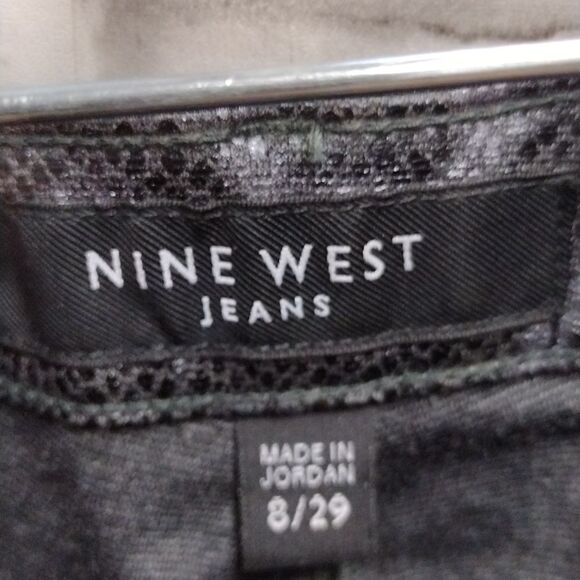 NINE WEST
JEANS
MADE IN
JORDAN
8/29